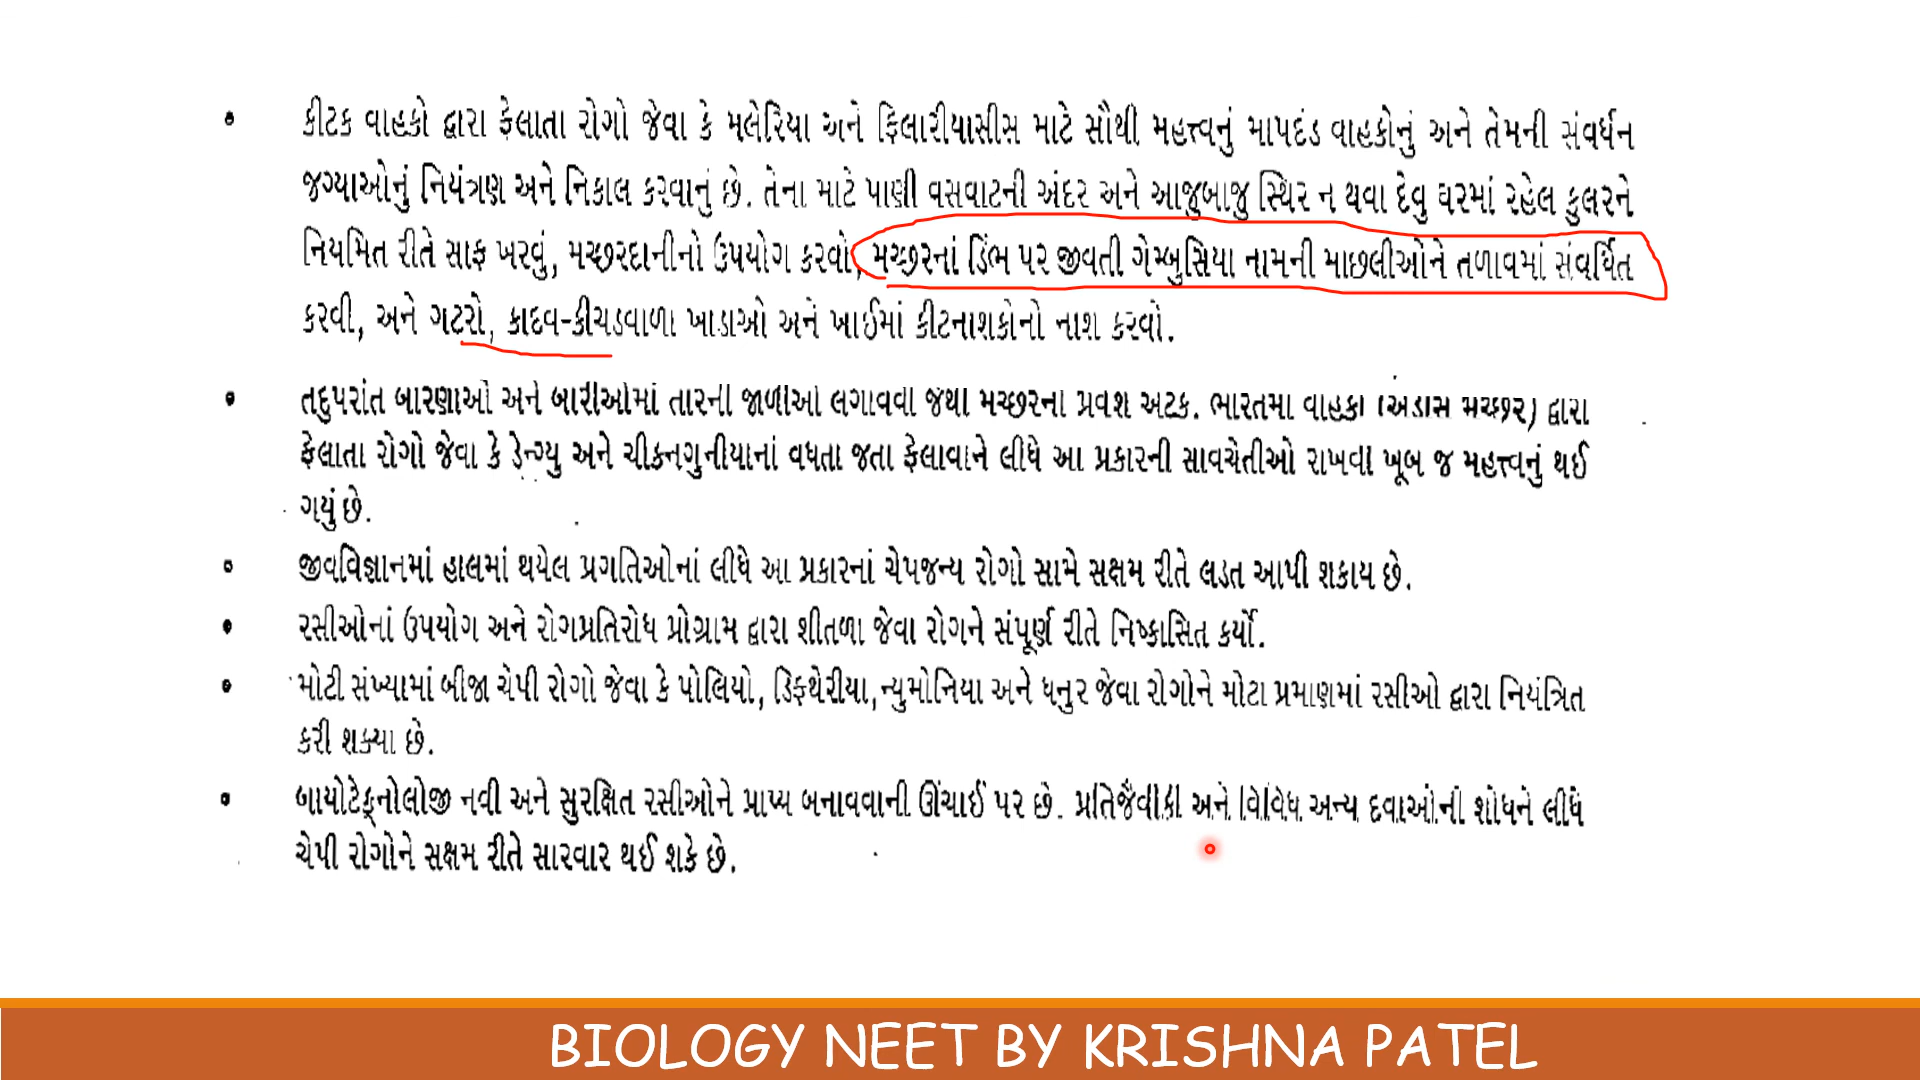 • કીટક વાહકો દ્વારા ફેલાતા રોગો જેવા કે મલેરિયા અને ફિલારીયાસીસ માટે સૌથી મહત્ત્વનું માપદંડ વાહકોનું અને તેમની સંવર્ધન
જગ્યાઓનું નિયંત્રણ અને નિકાલ કરવાનું છે. તેના માટે પાણી વસવાટની અંદર અને આજુબાજુ સ્થિર ન થવા દેવુ ઘરમાં રહેલ કુલરને
નિયમિત રીતે સાફ ખરવું, મચ્છરદાનીનો ઉપયોગ કરવો, મચ્છરનાં ડિંભ પર જીવતી ગેમ્બુસિયા નામની માછલીઓને તળાવમાં સંવર્ધિત
કરવી, અને ગટરો, કાદવ-કીચડવાળા ખાડાઓ અને ખાઈમાં કીટનાશકોનો નાશ કરવો.
• તદુપરાંત બારણાઓ અને બારીઓમાં તારની જાળીઓ લગાવવી જેથી મચ્છરના પ્રવેશ અટકે. ભારતમાં વાહકો (એડીસ મચ્છર) દ્વારા
ફેલાતા રોગો જેવા કે ડેન્ગ્યુ અને ચીકનગુનીયાનાં વધતા જતા ફેલાવાને લીધે આ પ્રકારની સાવચેતીઓ રાખવી ખૂબ જ મહત્ત્વનું થઈ
ગયું છે.
• જીવવિજ્ઞાનમાં હાલમાં થયેલ પ્રગતિઓનાં લીધે આ પ્રકારનાં ચેપજન્ય રોગો સામે સક્ષમ રીતે લડત આપી શકાય છે.
• રસીઓનાં ઉપયોગ અને રોગપ્રતિરોધ પ્રોગ્રામ દ્વારા શીતળા જેવા રોગને સંપૂર્ણ રીતે નિષ્કાસિત કર્યો.
• મોટી સંખ્યામાં બીજા ચેપી રોગો જેવા કે પોલિયો, ડિફ્થેરીયા,ન્યુમોનિયા અને ધનુર જેવા રોગોને મોટા પ્રમાણમાં રસીઓ દ્વારા નિયંત્રિત
કરી શક્યા છે.
• બાયોટેક્નોલોજી નવી અને સુરક્ષિત રસીઓને પ્રાપ્ય બનાવવાની ઊંચાઈ પર છે. પ્રતિજૈવીકો અને વિવિધ અન્ય દવાઓની શોધને લીધે
ચેપી રોગોને સક્ષમ રીતે સારવાર થઈ શકે છે.
BIOLOGY NEET BY KRISHNA PATEL